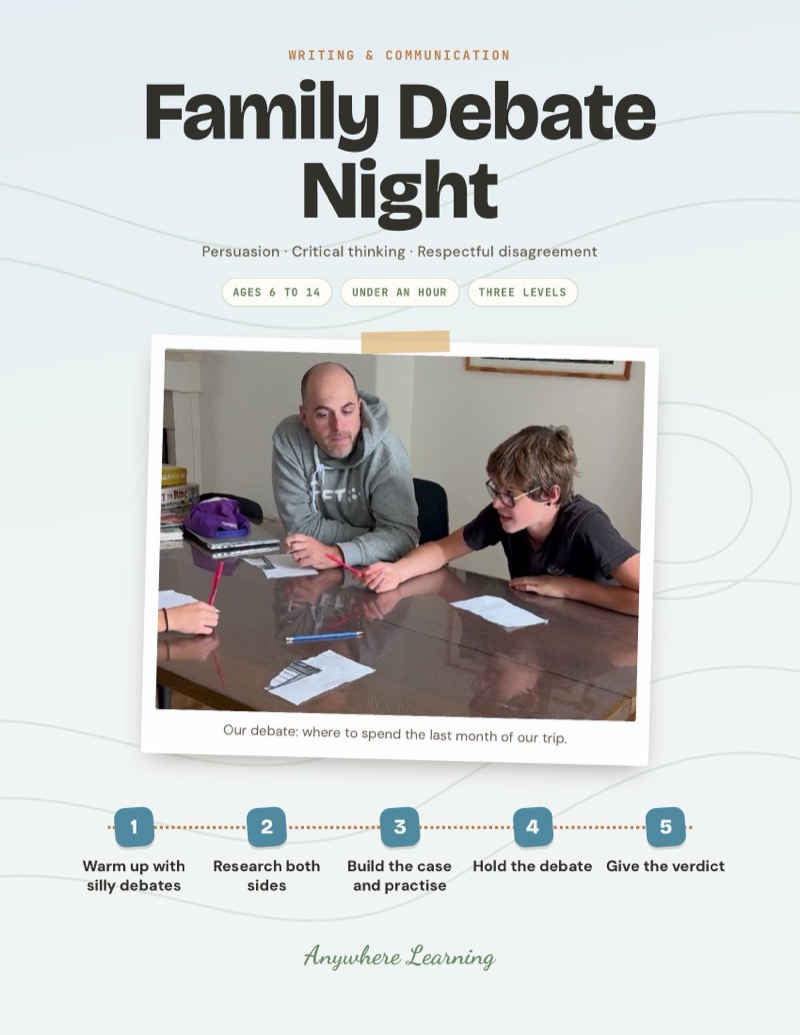 WRITING & COMMUNICATION
Family Debate
Night
Persuasion · Critical thinking · Respectful disagreement
AGES 6 TO 14
UNDER AN HOUR
THREE LEVELS
Our debate: where to spend the last month of our trip.
1
2
3
4
5
Warm up with
silly debates
Research both
sides
Build the case
and practise
Hold the debate
Give the verdict
Anywhere Learning